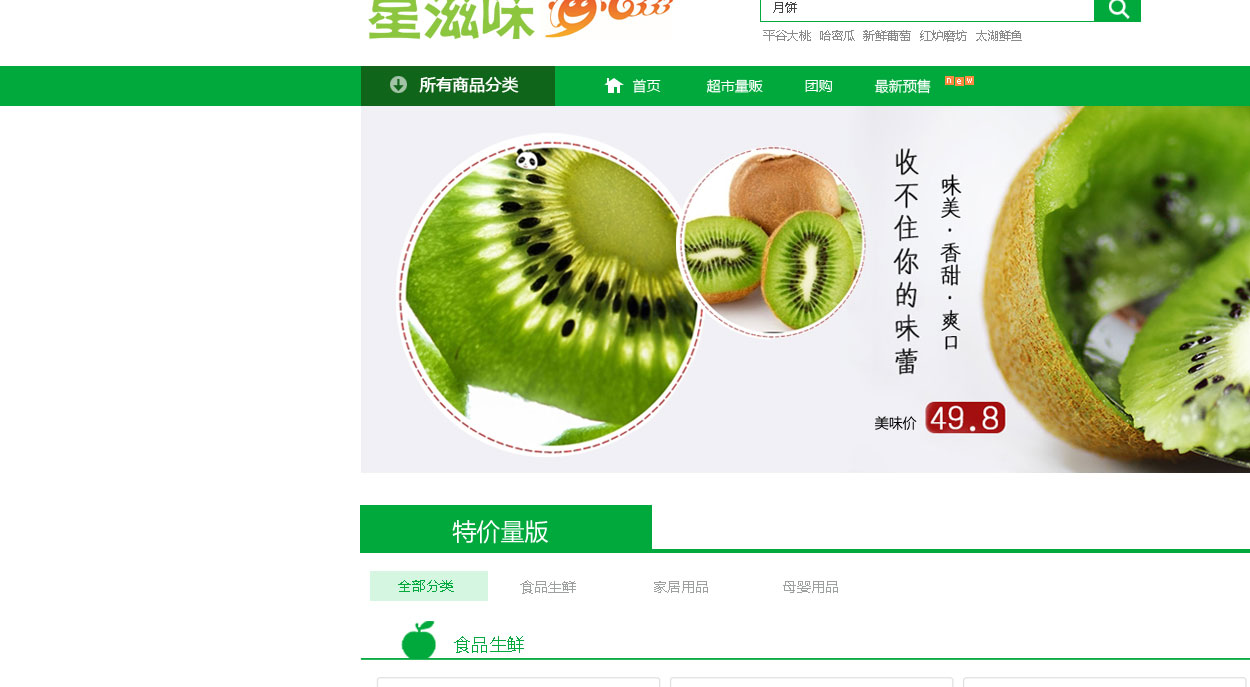 星滋味
月饼
平谷大桃 哈密瓜 新鲜葡萄 红炉磨坊 太湖鲜鱼
所有商品分类 首页 超市量贩 团购 最新预售 new
收不住你的味蕾
味美·香甜·爽口
美味价 49.8
特价量版
全部分类 食品生鲜 家居用品 母婴用品
食品生鲜